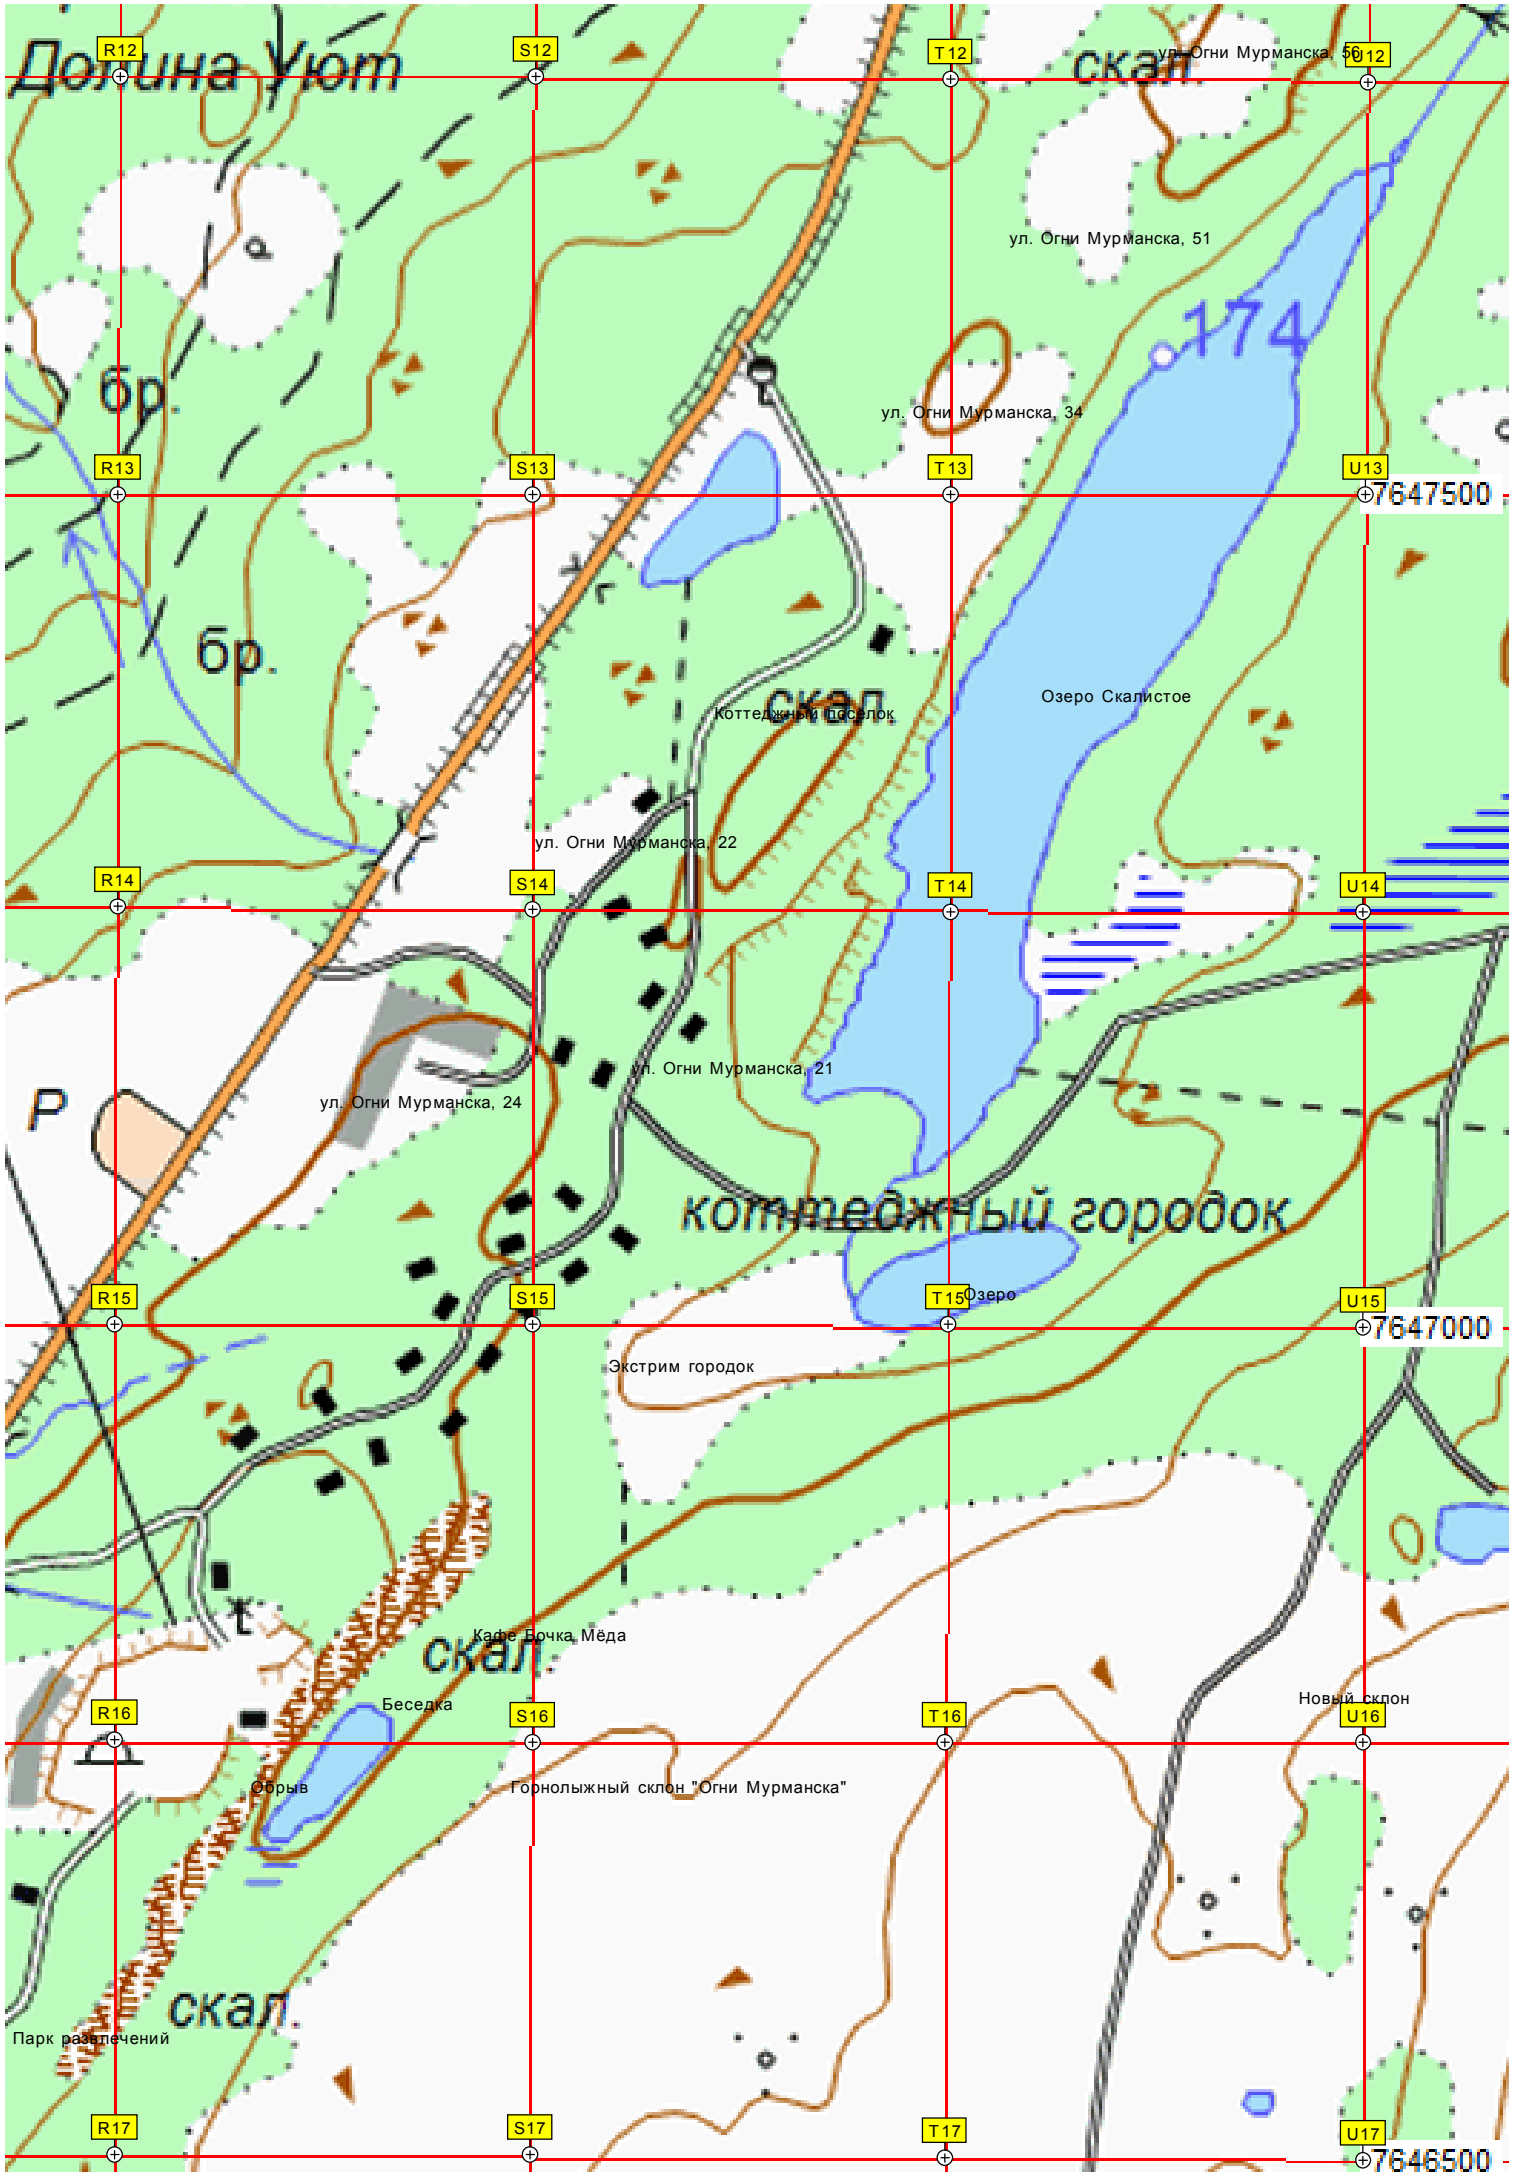 R12
S12
T12
ул. Огни Мурманска, 56
U12
Долина Уют
скал.
ул. Огни Мурманска, 51
174
бр.
ул. Огни Мурманска, 34
R13
S13
T13
U13
7647500
бр.
скал.
Озеро Скалистое
Коттеджный поселок
ул. Огни Мурманска, 22
R14
S14
T14
U14
ул. Огни Мурманска, 21
ул. Огни Мурманска, 24
P
коттеджный городок
R15
S15
T15
Озеро
U15
7647000
Экстрим городок
скал.
Кафе Бочка Мёда
Беседка
Новый склон
R16
S16
T16
U16
Обрыв
Горнолыжный склон "Огни Мурманска"
скал.
Парк развлечений
R17
S17
T17
U17
7646500